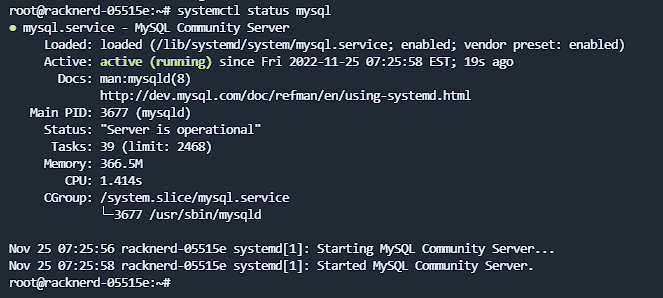 root@racknerd-05515e:~# systemctl status mysql
● mysql.service - MySQL Community Server
Loaded: loaded (/lib/systemd/system/mysql.service; enabled; vendor preset: enabled)
Active: active (running) since Fri 2022-11-25 07:25:58 EST; 19s ago
Docs: man:mysqld(8)
http://dev.mysql.com/doc/refman/en/using-systemd.html
Main PID: 3677 (mysqld)
Status: "Server is operational"
Tasks: 39 (limit: 2468)
Memory: 366.5M
CPU: 1.414s
CGroup: /system.slice/mysql.service
└─3677 /usr/sbin/mysqld
Nov 25 07:25:56 racknerd-05515e systemd[1]: Starting MySQL Community Server...
Nov 25 07:25:58 racknerd-05515e systemd[1]: Started MySQL Community Server.
root@racknerd-05515e:~#